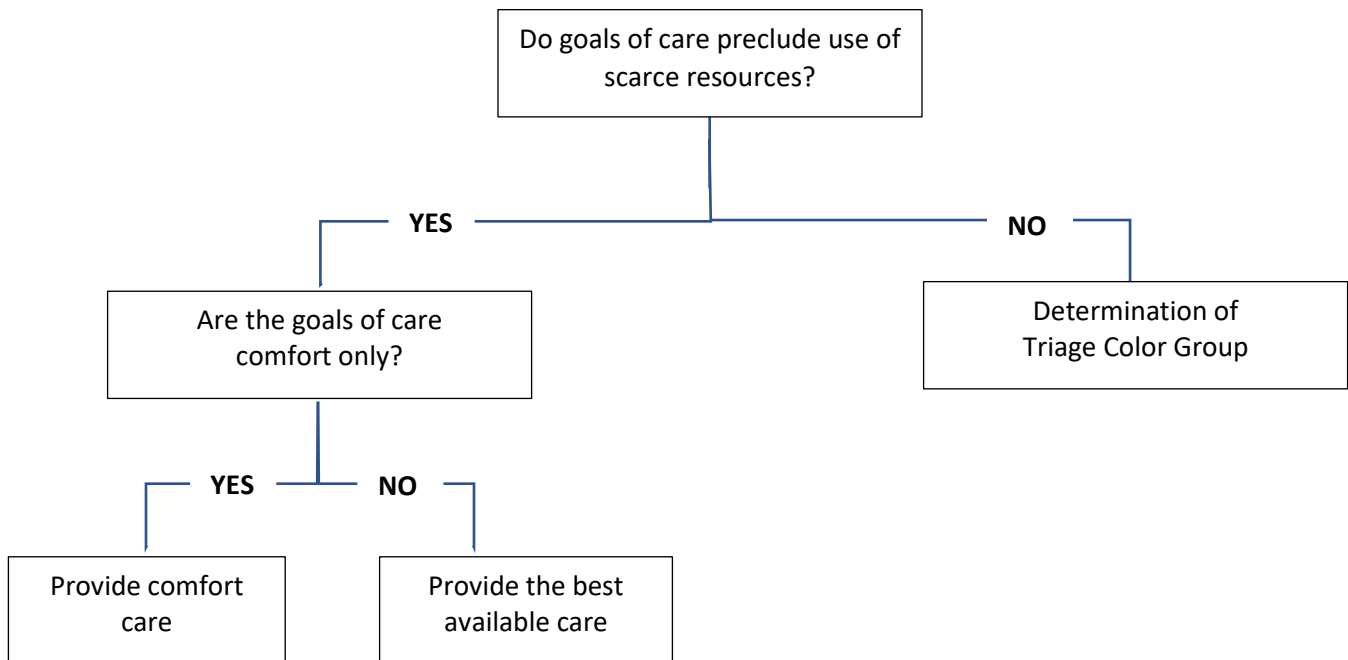 Do goals of care preclude use of
scarce resources?
YES
NO
Are the goals of care
comfort only?
Determination of
Triage Color Group
YES
NO
Provide comfort
care
Provide the best
available care